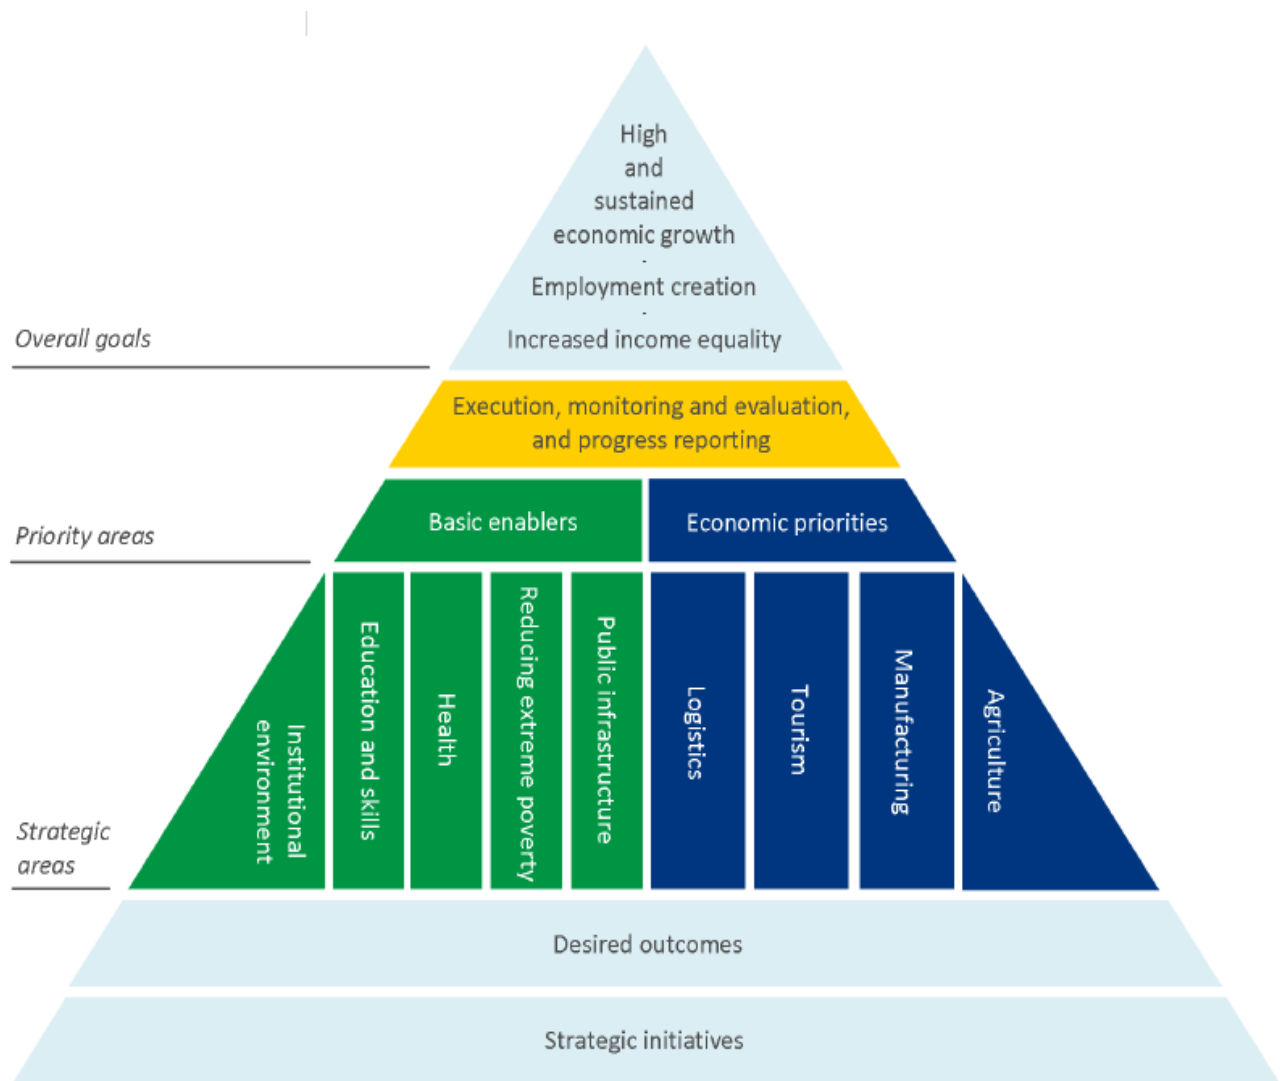 High
and
sustained
economic growth
.
Employment creation
.
Increased income equality
Overall goals
Execution, monitoring and evaluation,
and progress reporting
Basic enablers
Economic priorities
Priority areas
Institutional
environment
Education and skills
Health
Reducing extreme poverty
Public infrastructure
Logistics
Tourism
Manufacturing
Agriculture
Strategic
areas
Desired outcomes
Strategic initiatives